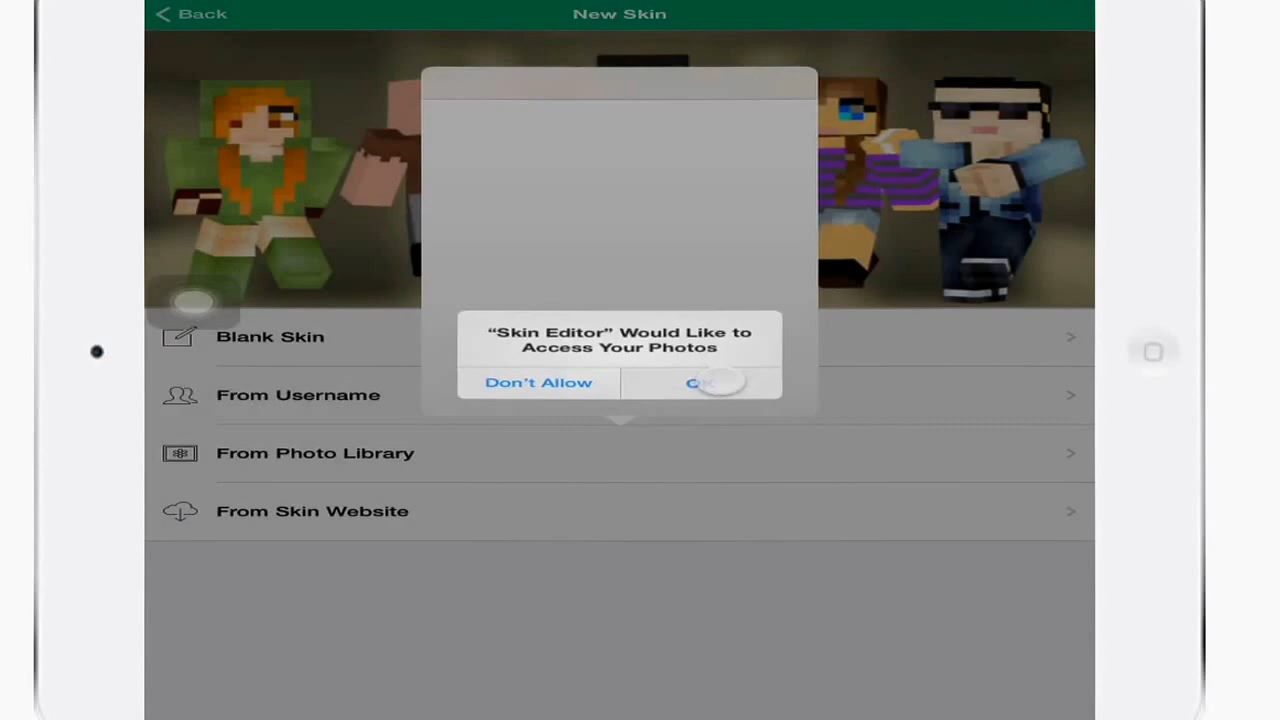 Back
New Skin
“Skin Editor” Would Like to
Access Your Photos
Don't Allow
OK
Blank Skin
From Username
From Photo Library
From Skin Website